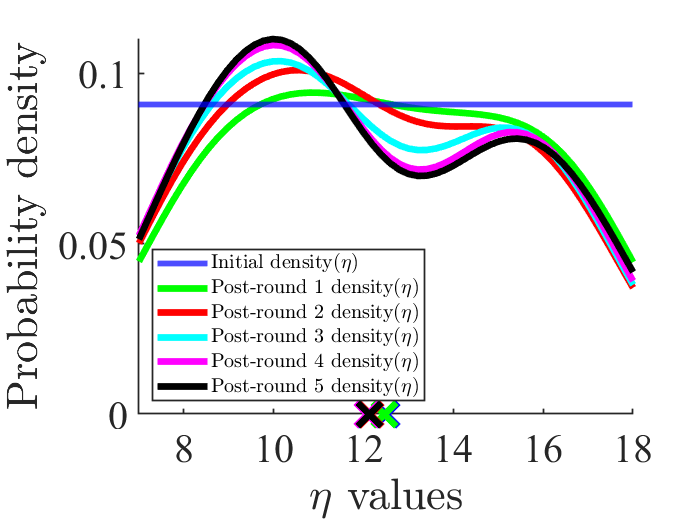 Probability density
0.1
0.05
0
Initial density(η)
Post-round 1 density(η)
Post-round 2 density(η)
Post-round 3 density(η)
Post-round 4 density(η)
Post-round 5 density(η)
8 10 12 14 16 18
η values